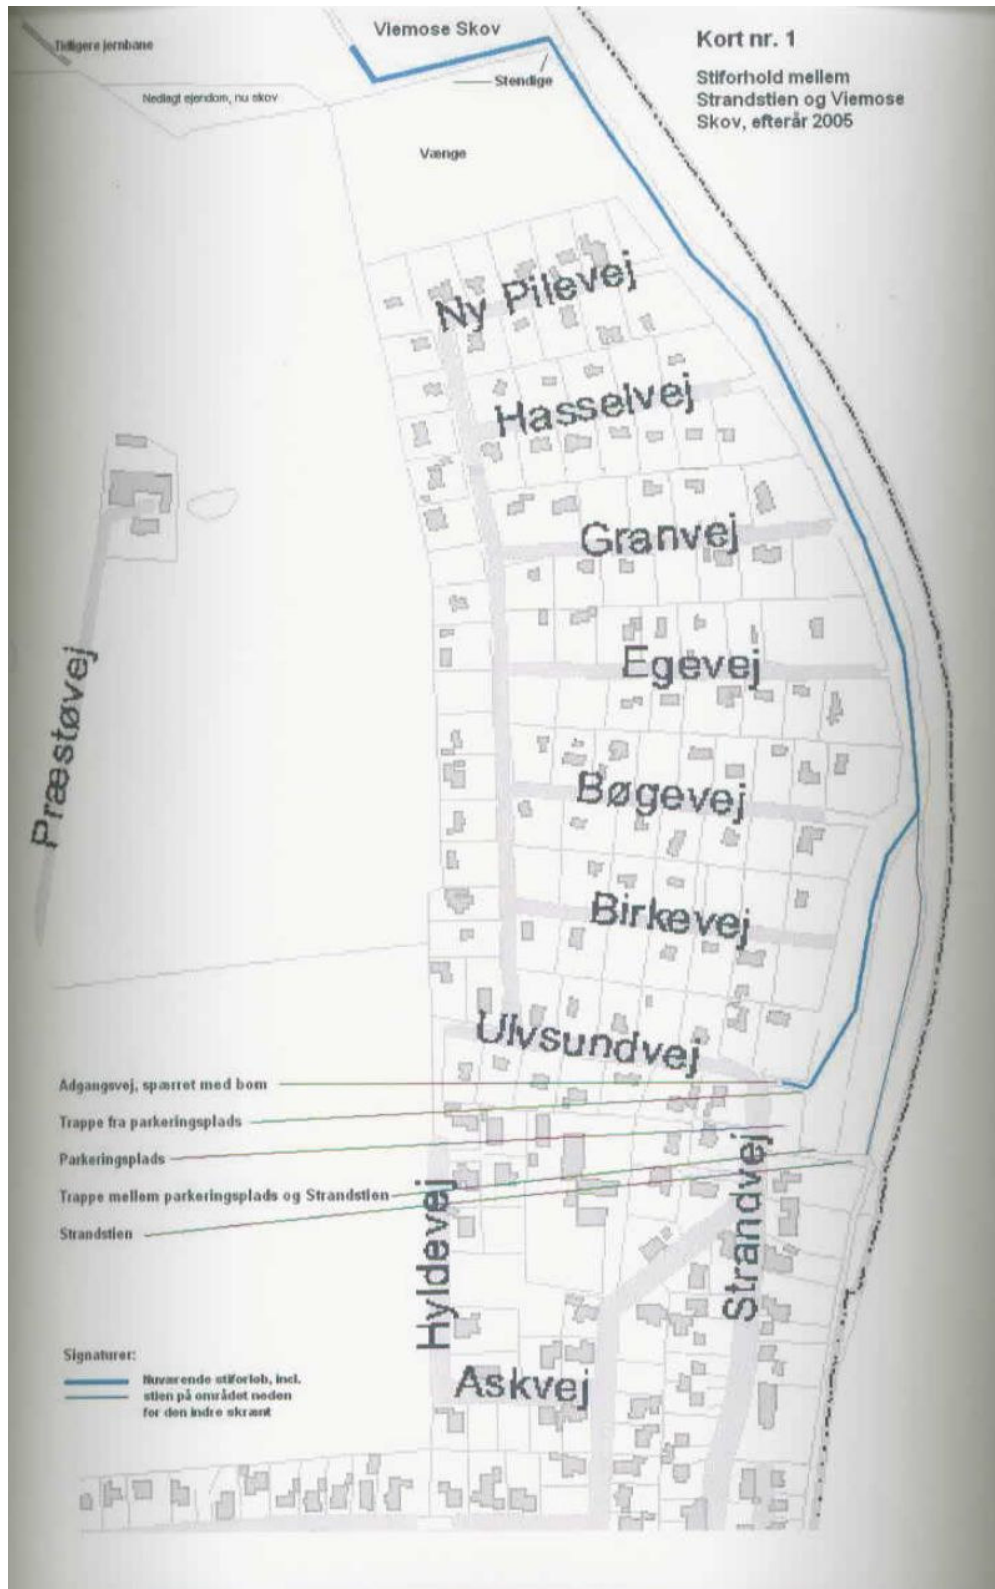 Viemose Skov
Kort nr. 1
Tidligere jernbane
Stiforhold mellem
Strandstien og Viemose
Skov, efterår 2005
Stendige
Nedlagt ejendom, nu skov
Vænge
Ny Pilevej
Hasselvej
Granvej
Egevej
Præstøvej
Bøgevej
Birkevej
Ulvsundvej
Adgangsvej, spærret med bom
Trappe fra parkeringsplads
Parkeringsplads
Trappe mellem parkeringsplads og Strandstien
Strandstien
Strandvej
Hyldevej
Askvej
Signaturer:
Nuværende stiforløb, incl.
stien på området neden
for den indre skrænt